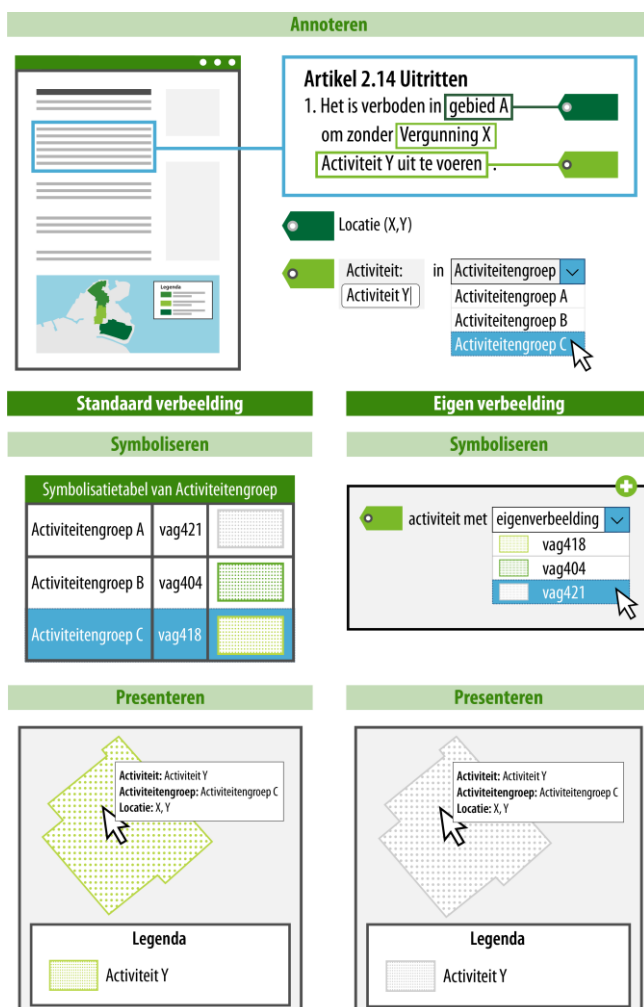 Annoteren
Artikel 2.14 Uitritten
1. Het is verboden in gebied A
om zonder Vergunning X
Activiteit Y uit te voeren .
Legenda
Locatie (X,Y)
Activiteit: in Activiteitengroep
Activiteit Y
Activiteitengroep A
Activiteitengroep B
Activiteitengroep C
Standaard verbeelding
Symboliseren
Symbolisatietabel van Activiteitengroep
Activiteitengroep A vag421
Activiteitengroep B vag404
Activiteitengroep C vag418
Presenteren
Activiteit: Activiteit Y
Activiteitengroep: Activiteitengroep C
Locatie: X, Y
Legenda
Activiteit Y
Eigen verbeelding
Symboliseren
activiteit met eigenverbeelding
vag418
vag404
vag421
Presenteren
Activiteit: Activiteit Y
Activiteitengroep: Activiteitengroep C
Locatie: X, Y
Legenda
Activiteit Y